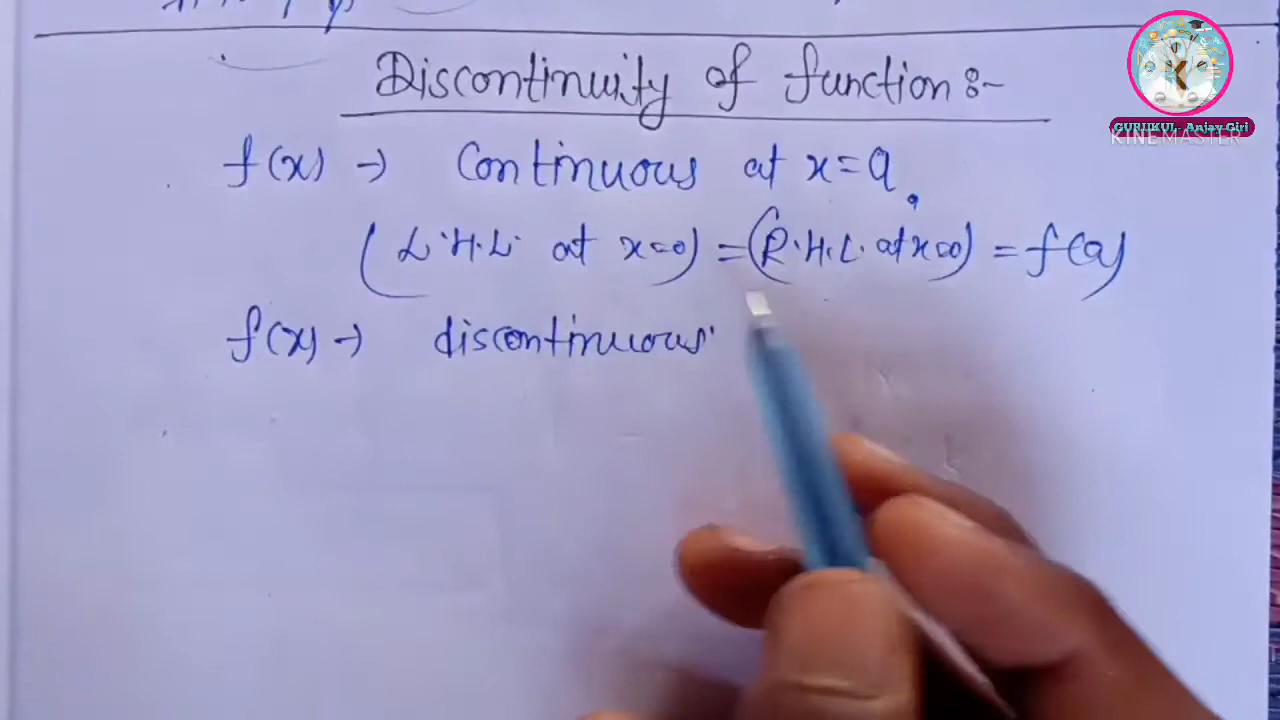 Discontinuity of function :-
f(x) → Continuous at x=a,
(L.H.L. at x=a) = (R.H.L. at x=a) = f(a)
f(x) → discontinuous
GURUKUL- Anjay Giri
KINEMASTER